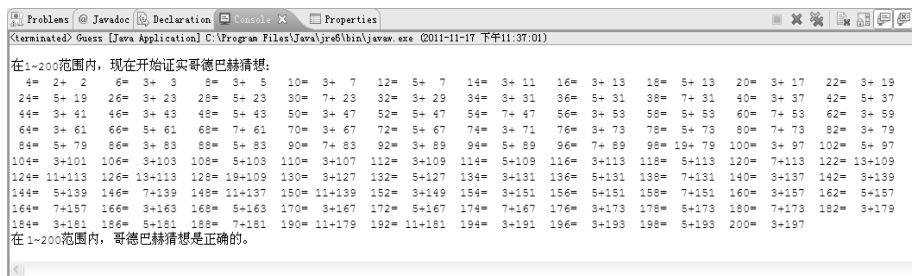 Problems @ Javadoc Declaration Console Properties
<terminated> Guess [Java Application] C:\Program Files\Java\jre6\bin\javaw.exe (2011-11-17 下午11:37:01)
在1~200范围内，现在开始证实哥德巴赫猜想：
4= 2+ 2 6= 3+ 3 8= 3+ 5 10= 3+ 7 12= 5+ 7 14= 3+ 11 16= 3+ 13 18= 5+ 13 20= 3+ 17 22= 3+ 19
24= 5+ 19 26= 3+ 23 28= 5+ 23 30= 7+ 23 32= 3+ 29 34= 3+ 31 36= 5+ 31 38= 7+ 31 40= 3+ 37 42= 5+ 37
44= 3+ 41 46= 3+ 43 48= 5+ 43 50= 3+ 47 52= 5+ 47 54= 7+ 47 56= 3+ 53 58= 5+ 53 60= 7+ 53 62= 3+ 59
64= 3+ 61 66= 5+ 61 68= 7+ 61 70= 3+ 67 72= 5+ 67 74= 3+ 71 76= 3+ 73 78= 5+ 73 80= 7+ 73 82= 3+ 79
84= 5+ 79 86= 3+ 83 88= 5+ 83 90= 7+ 83 92= 3+ 89 94= 5+ 89 96= 7+ 89 98= 19+ 79 100= 3+ 97 102= 5+ 97
104= 3+101 106= 3+103 108= 5+103 110= 3+107 112= 3+109 114= 5+109 116= 3+113 118= 5+113 120= 7+113 122= 13+109
124= 11+113 126= 13+113 128= 19+109 130= 3+127 132= 5+127 134= 3+131 136= 5+131 138= 7+131 140= 3+137 142= 3+139
144= 5+139 146= 7+139 148= 11+137 150= 11+139 152= 3+149 154= 3+151 156= 5+151 158= 7+151 160= 3+157 162= 5+157
164= 7+157 166= 3+163 168= 5+163 170= 3+167 172= 5+167 174= 7+167 176= 3+173 178= 5+173 180= 7+173 182= 3+179
184= 3+181 186= 5+181 188= 7+181 190= 11+179 192= 11+181 194= 3+191 196= 3+193 198= 5+193 200= 3+197
在 1~200范围内，哥德巴赫猜想是正确的。